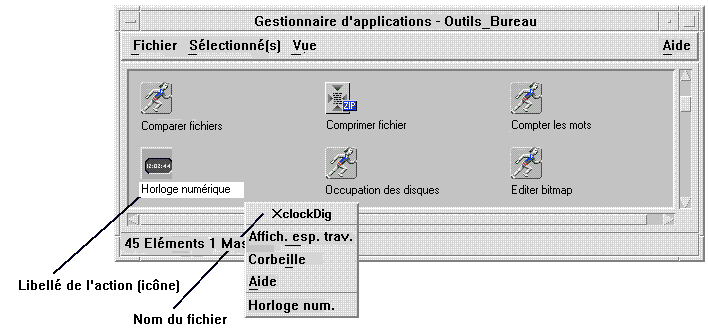 Gestionnaire d'applications - Outils_Bureau
Fichier Sélectionné(s) Vue Aide
Comparer fichiers Comprimer fichier Compter les mots
ZIP
12:02:44
Horloge numérique Occupation des disques Editer bitmap
XclockDig
Affich. esp. trav.
45 Eléments 1 Mas
Corbeille
Aide
Horloge num.
Libellé de l'action (icône)
Nom du fichier